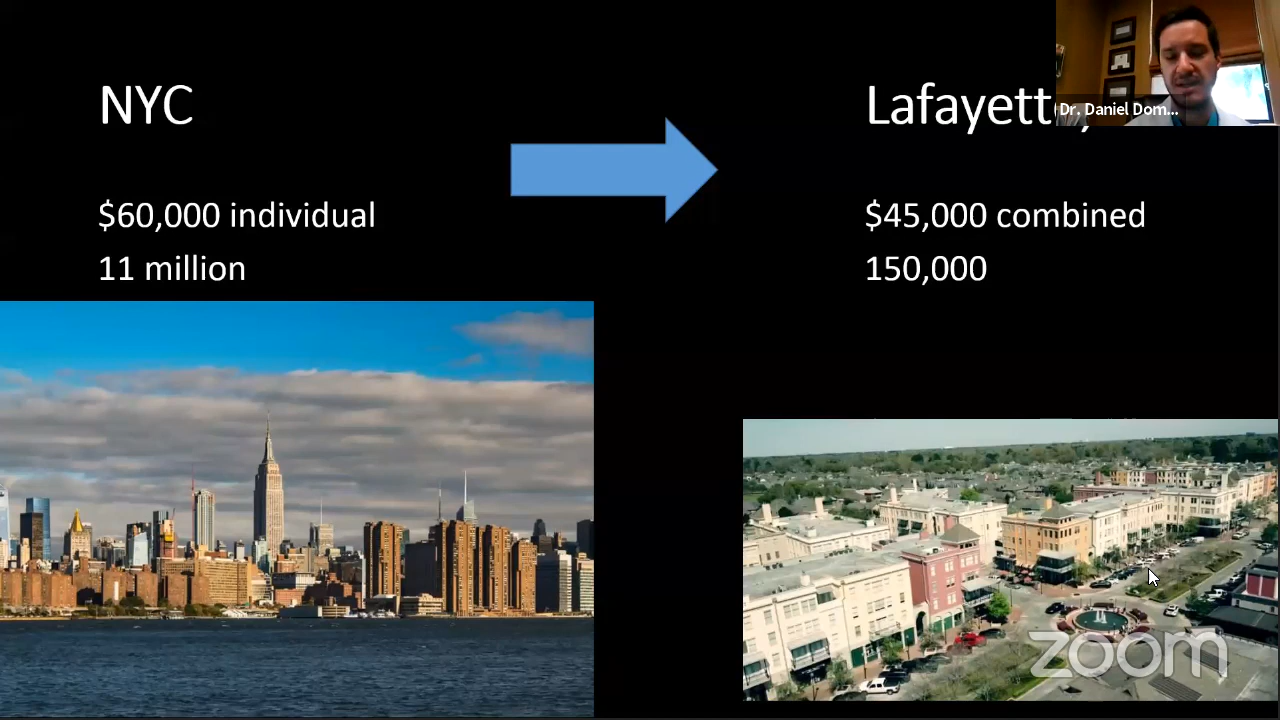 NYC
$60,000 individual
11 million
Lafayett
$45,000 combined
150,000
Dr. Daniel Dom...
zoom